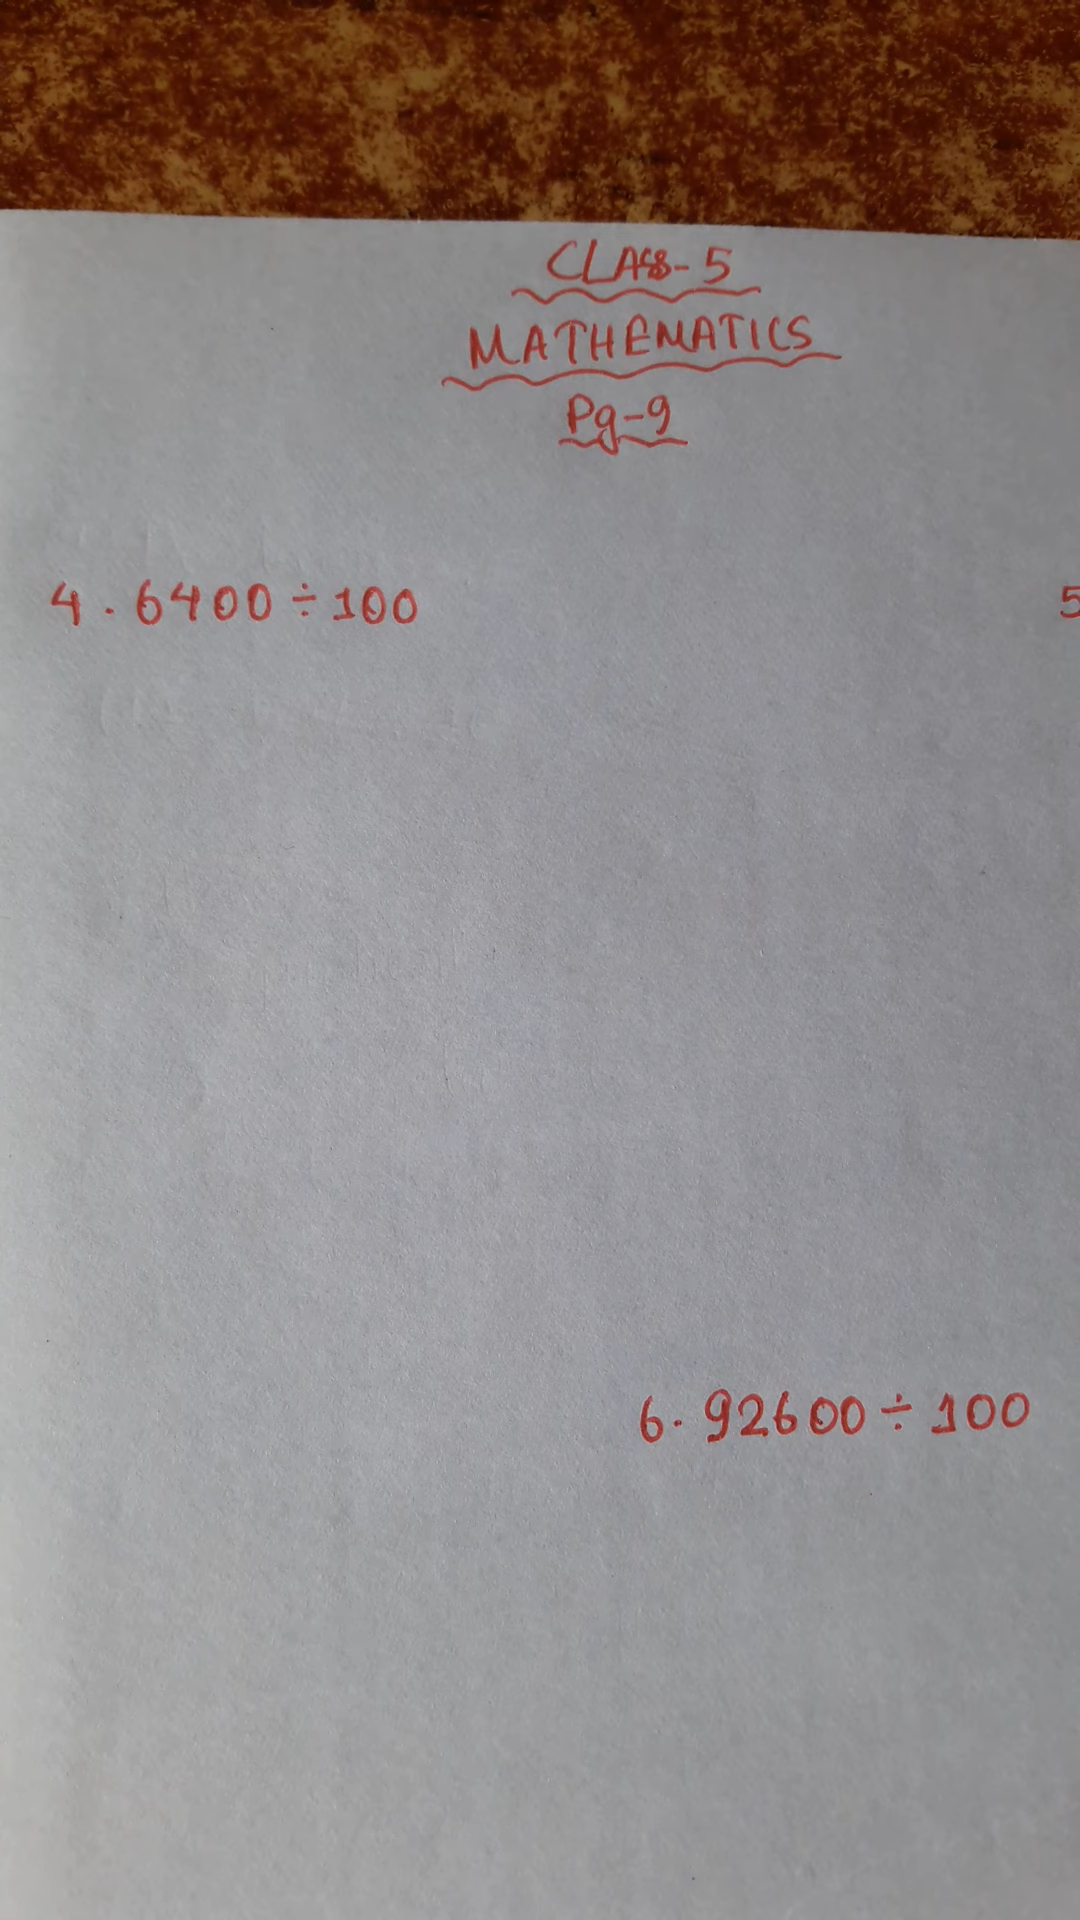 CLASS-5
MATHEMATICS
Pg-9
4. 6400÷100
5
6. 92600÷100